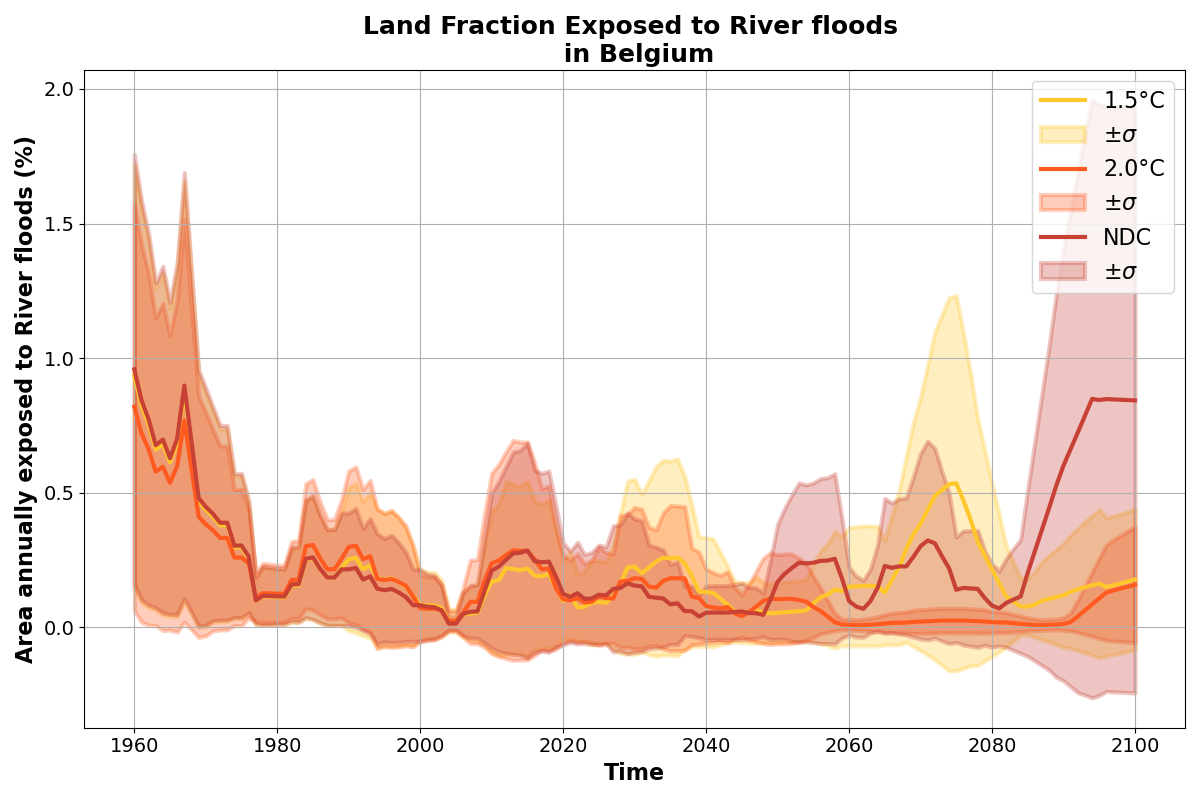 Land Fraction Exposed to River floods
in Belgium
Area annually exposed to River floods (%)
2.0
1.5
1.0
0.5
0.0
1.5°C
±σ
2.0°C
±σ
NDC
±σ
1960
1980
2000
2020
2040
2060
2080
2100
Time